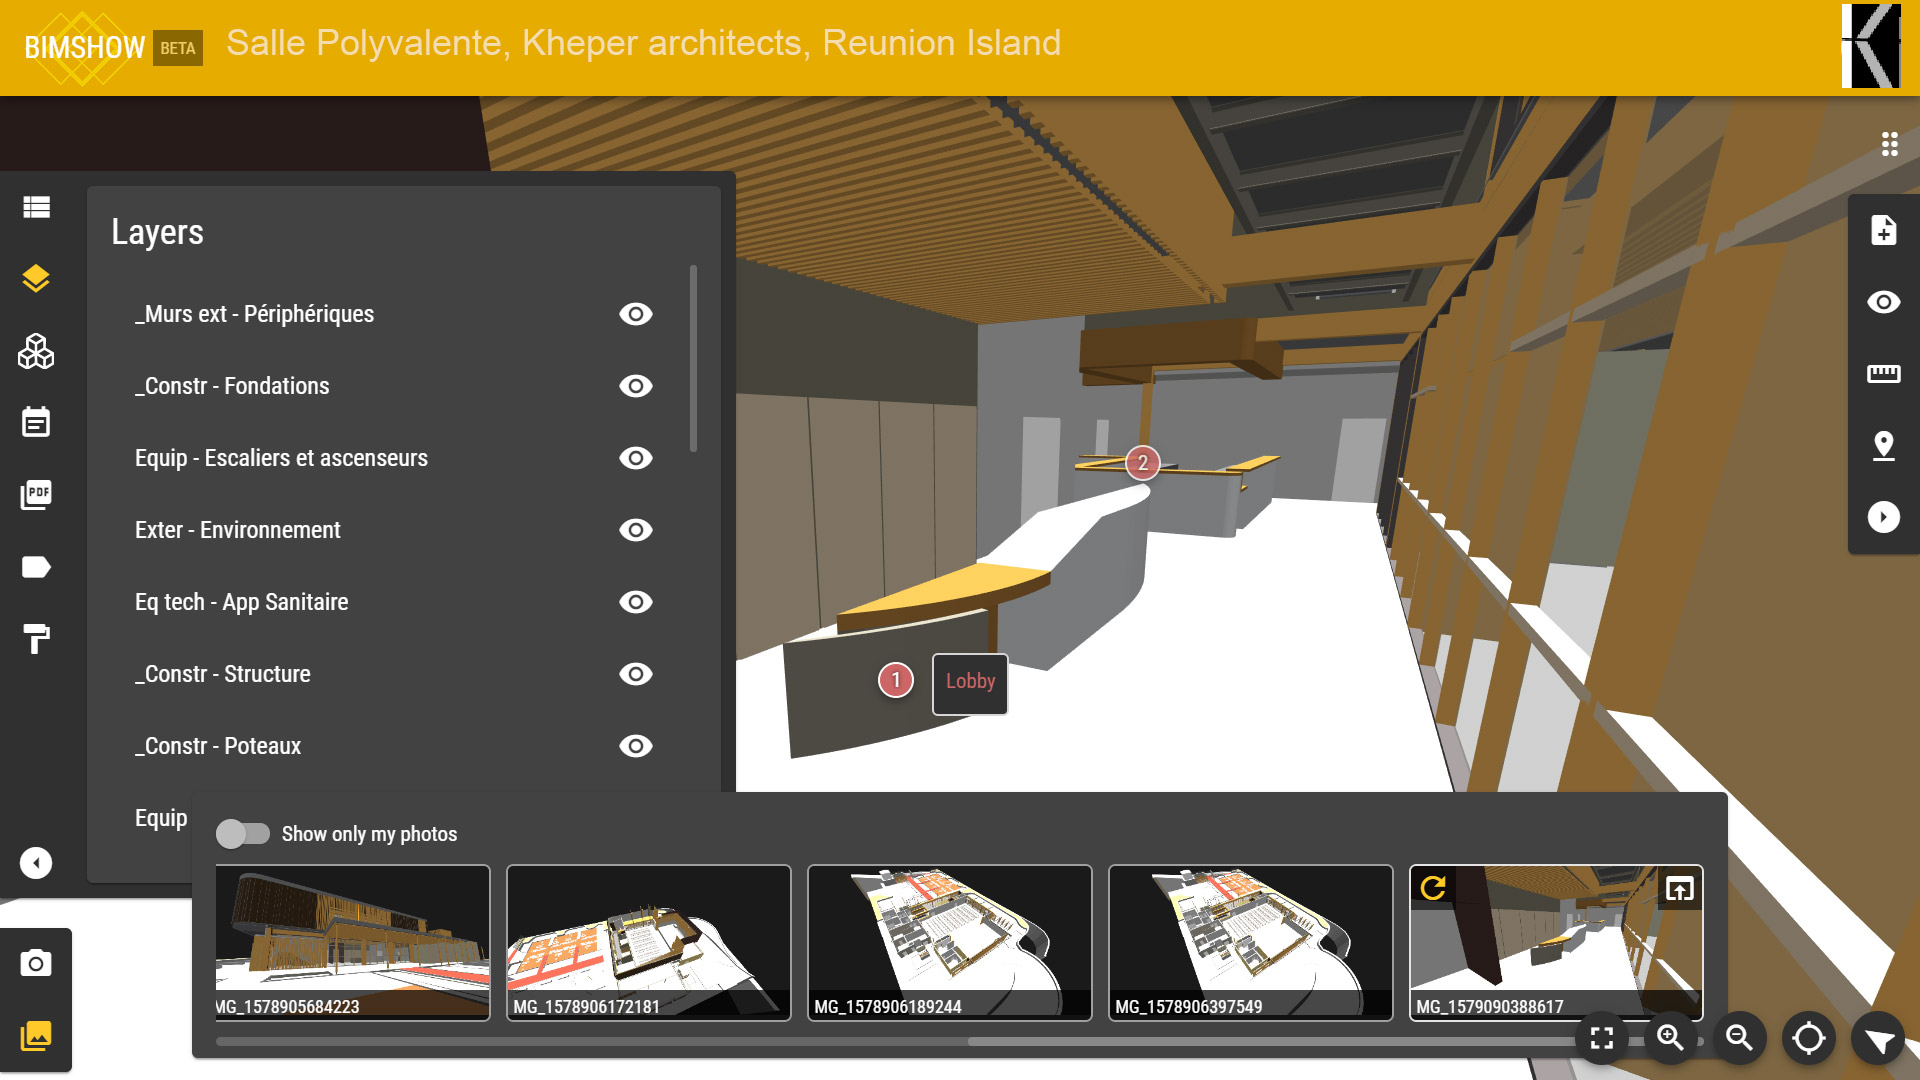 BIMSHOW BETA Salle Polyvalente, Kheper architects, Reunion Island
Layers
_Murs ext - Périphériques
_Constr - Fondations
Equip - Escaliers et ascenseurs
Exter - Environnement
Eq tech - App Sanitaire
_Constr - Structure
_Constr - Poteaux
Equip
PDF
2
1
Lobby
Show only my photos
MG_1578905684223
MG_1578906172181
MG_1578906189244
MG_1578906397549
MG_1579090388617